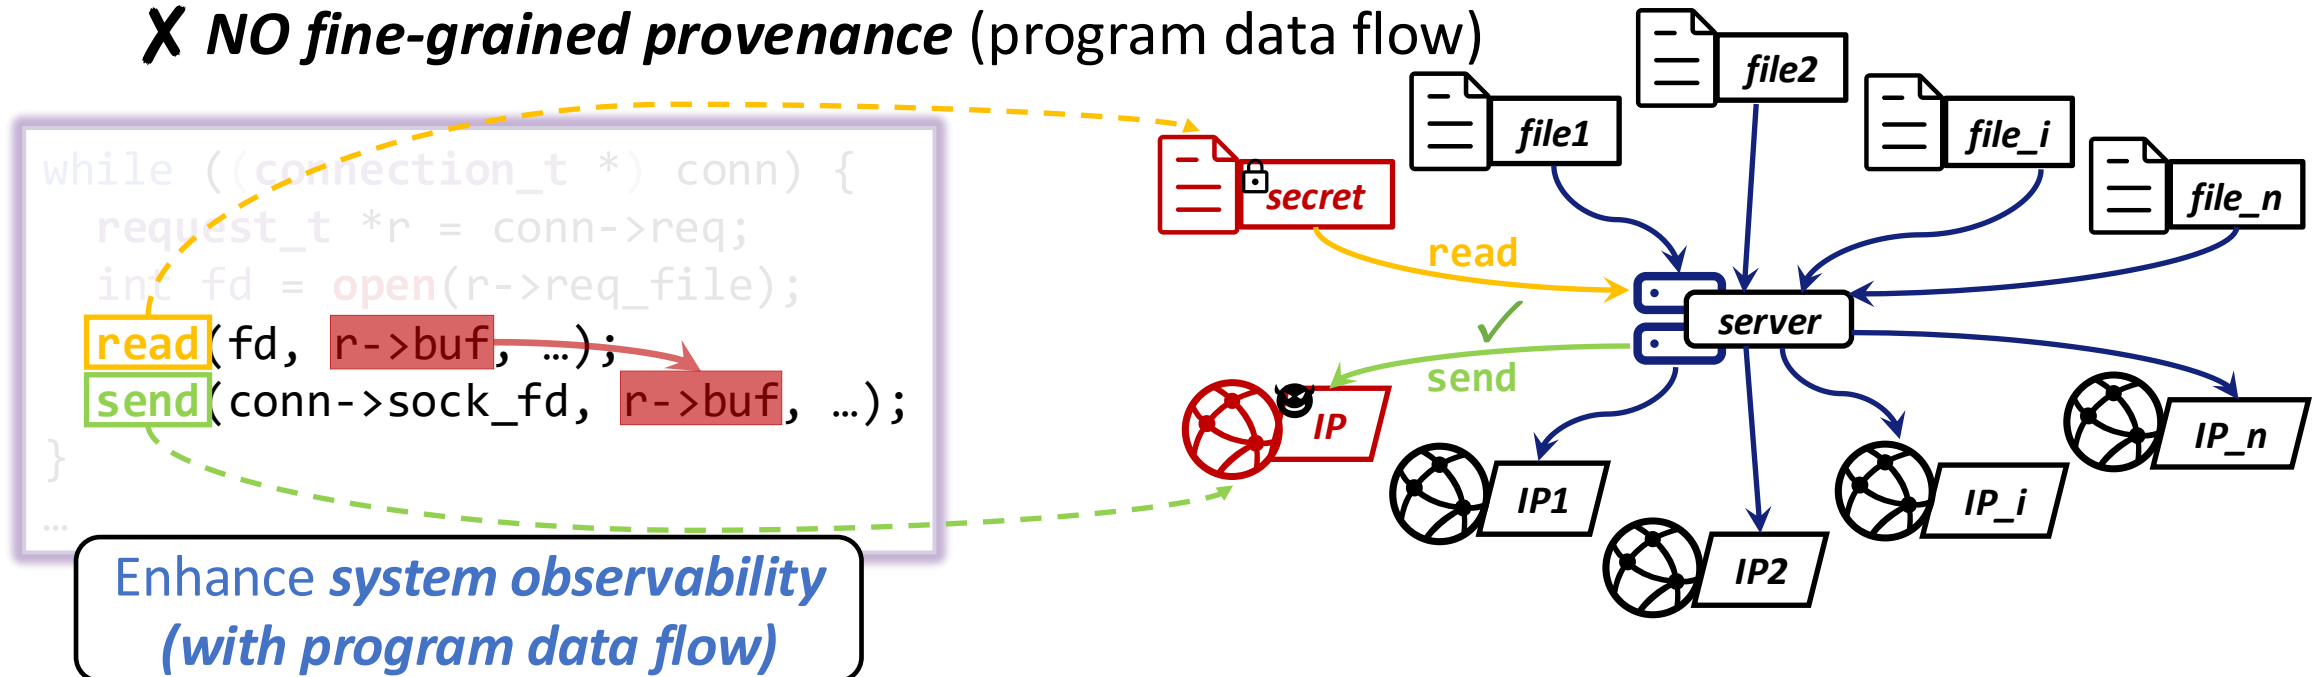 ✗ NO fine-grained provenance (program data flow)
while ((connection_t *) conn) {
request_t *r = conn->req;
int fd = open(r->req_file);
read(fd, r->buf, …);
send(conn->sock_fd, r->buf, …);
}
…
Enhance system observability
(with program data flow)
secret
file1
file2
file_i
file_n
read
server
✓
send
IP
IP1
IP2
IP_i
IP_n